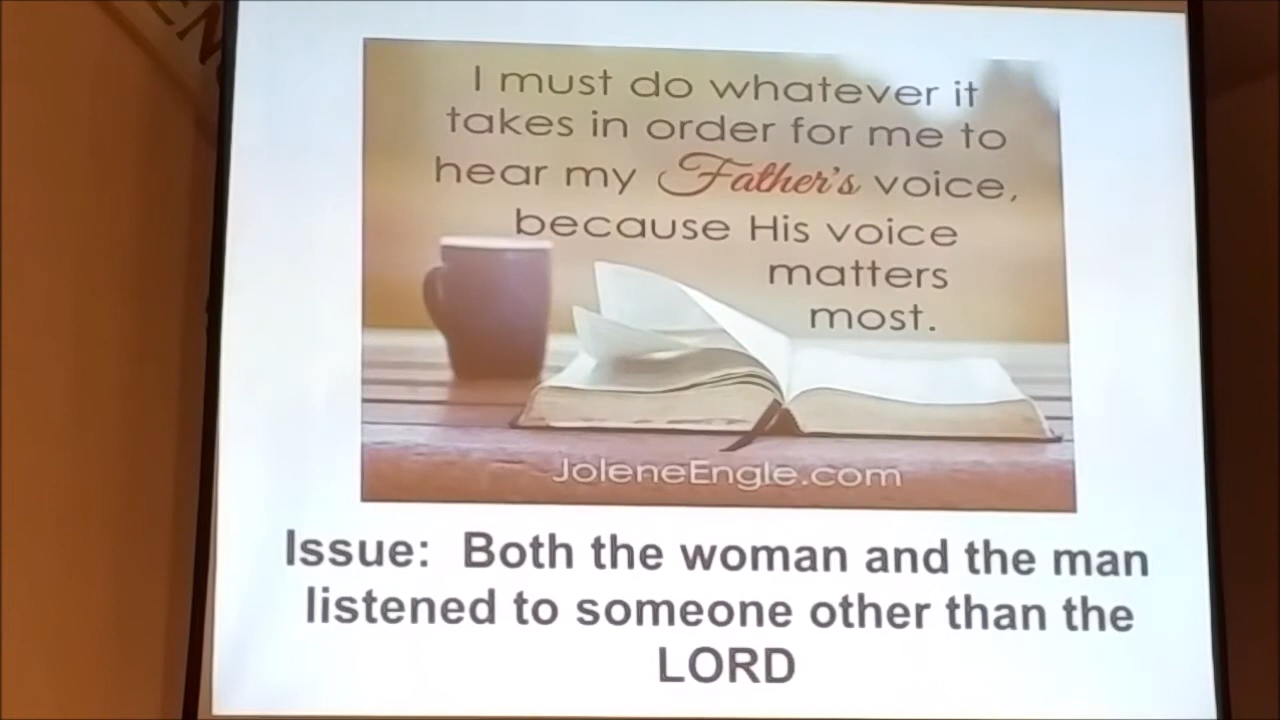 I must do whatever it
takes in order for me to
hear my Father's voice,
because His voice
matters
most.
JoleneEngle.com
Issue: Both the woman and the man
listened to someone other than the
LORD